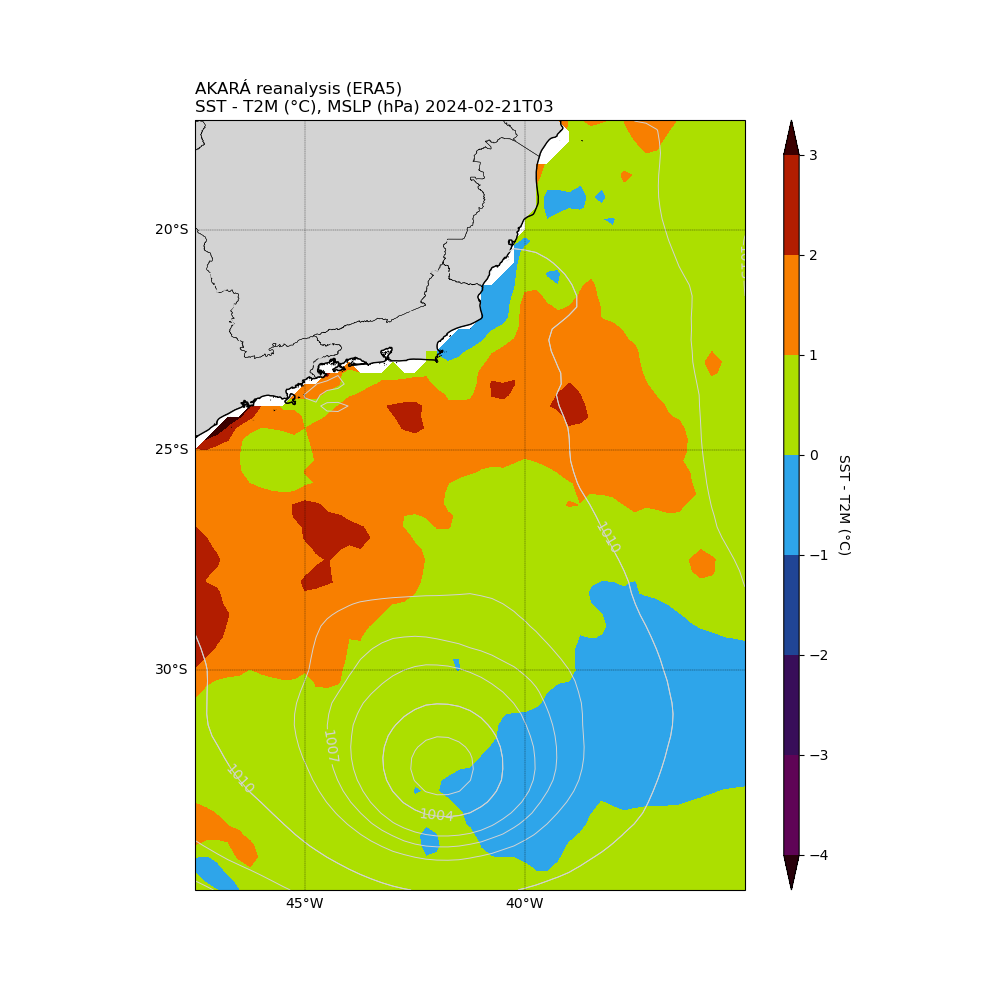 AKARÁ reanalysis (ERA5)
SST - T2M (°C), MSLP (hPa) 2024-02-21T03
3
2
1
0
−1
−2
−3
−4
SST - T2M (°C)
20°S
25°S
30°S
45°W
40°W
1010
1007
1010
1004